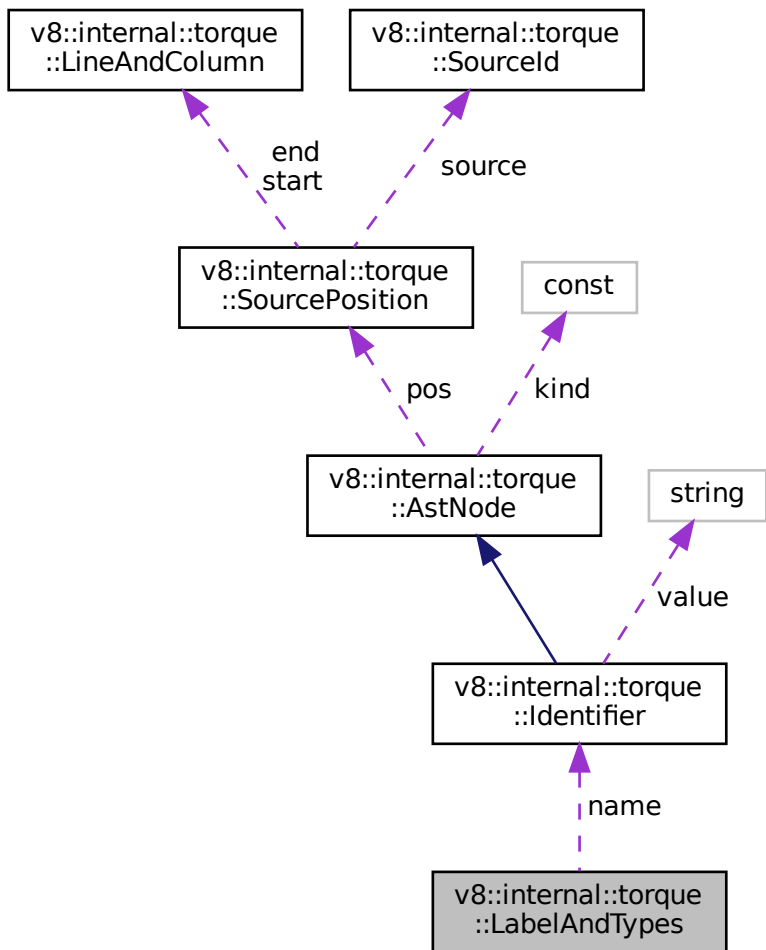 v8::internal::torque
::LineAndColumn
v8::internal::torque
::SourceId
end
start
source
v8::internal::torque
::SourcePosition
const
pos
kind
v8::internal::torque
::AstNode
string
value
v8::internal::torque
::Identifier
name
v8::internal::torque
::LabelAndTypes